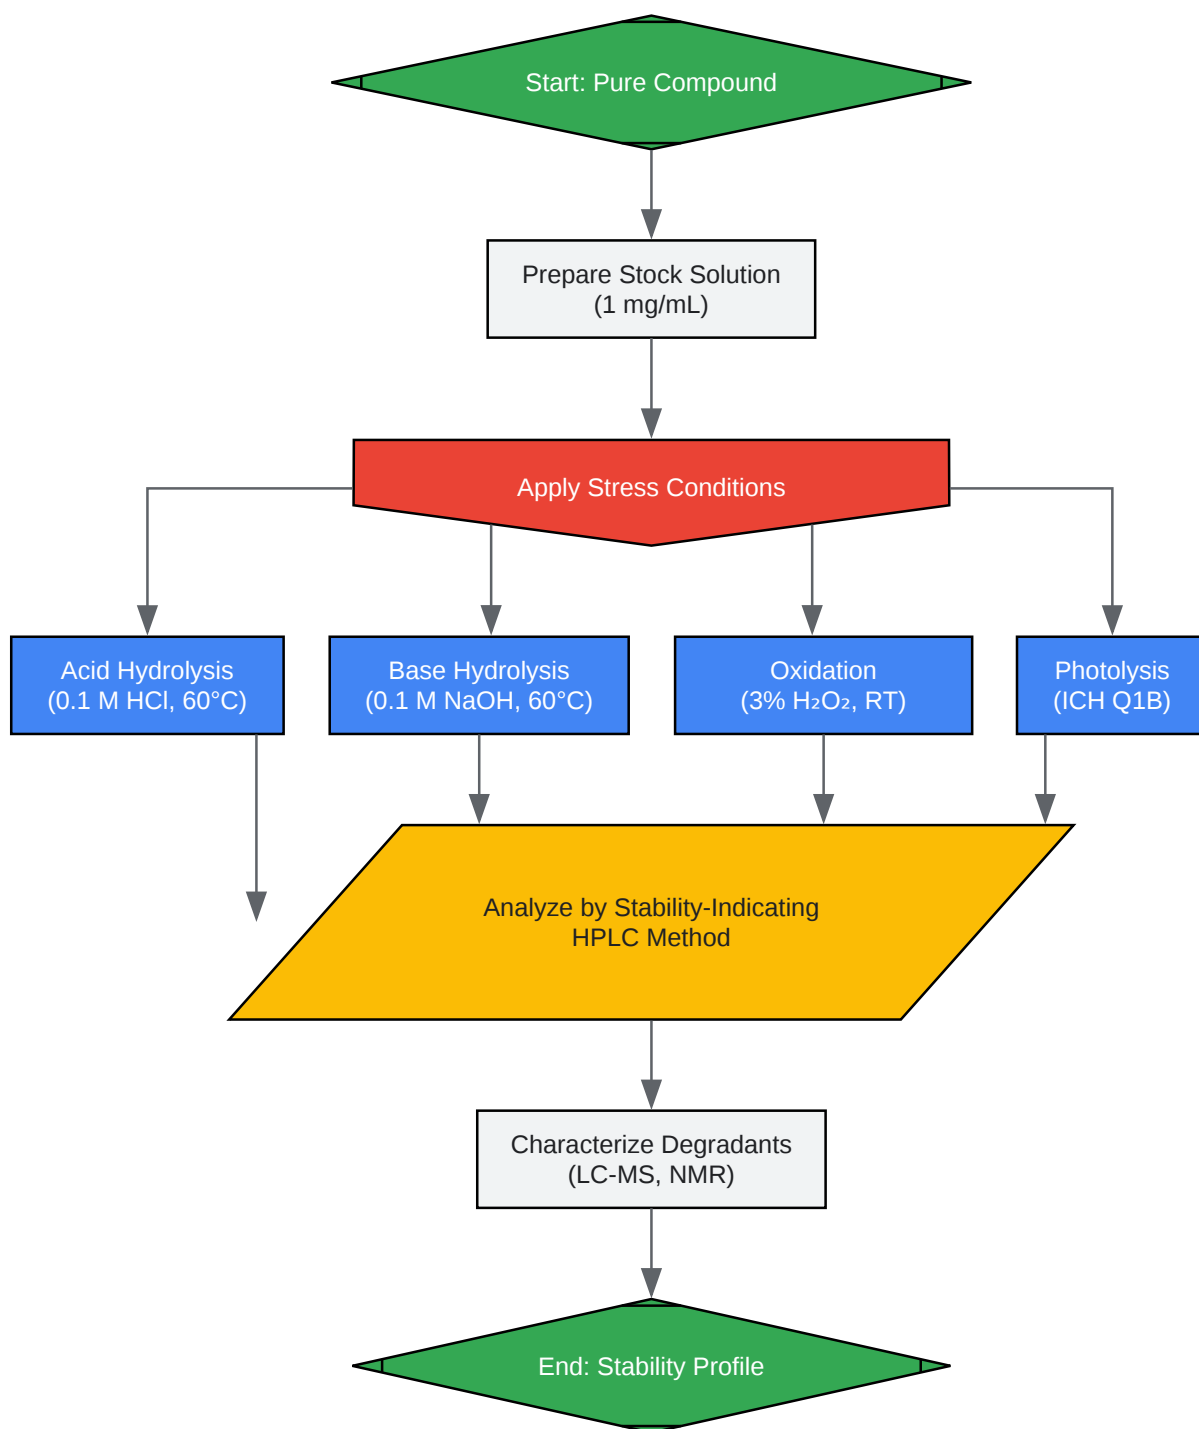 Start: Pure Compound
Prepare Stock Solution
(1 mg/mL)
Apply Stress Conditions
Acid Hydrolysis
(0.1 M HCl, 60°C)
Base Hydrolysis
(0.1 M NaOH, 60°C)
Oxidation
(3% H₂O₂, RT)
Photolysis
(ICH Q1B)
Analyze by Stability-Indicating
HPLC Method
Characterize Degradants
(LC-MS, NMR)
End: Stability Profile